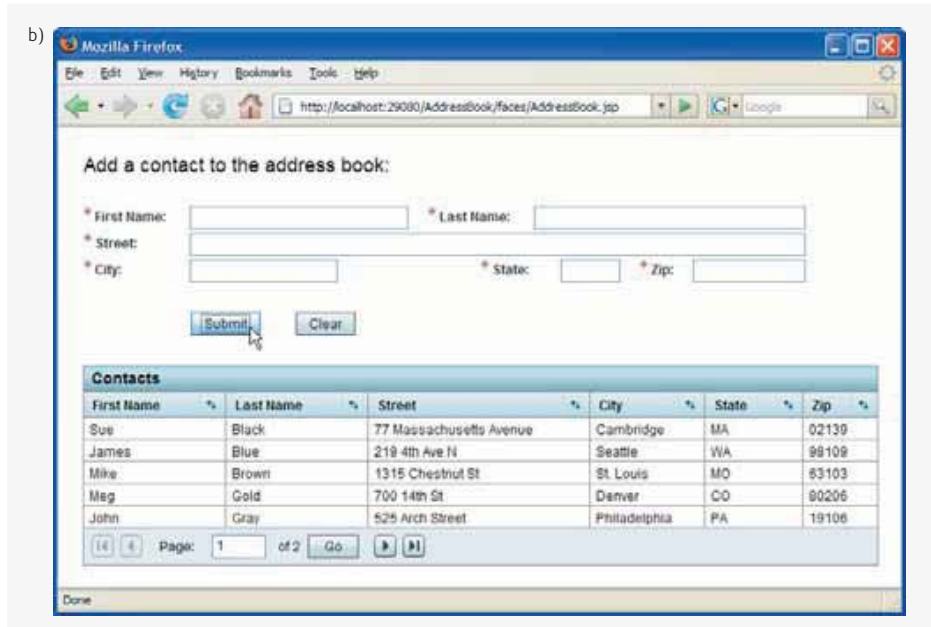 b)
Mozilla Firefox
File Edit View History Bookmarks Tools Help
http://localhost:29080/AddressBook/faces/AddressBook.jsp G Google
Add a contact to the address book:
* First Name: * Last Name:
* Street:
* City: * State: * Zip:
Submit Clear
Contacts
First Name Last Name Street City State Zip
Sue Black 77 Massachusetts Avenue Cambridge MA 02139
James Blue 219 4th Ave N Seattle WA 98109
Mike Brown 1315 Chestnut St St. Louis MO 63103
Meg Gold 700 14th St Denver CO 80206
John Gray 525 Arch Street Philadelphia PA 19106
Page: 1 of 2 Go
Done